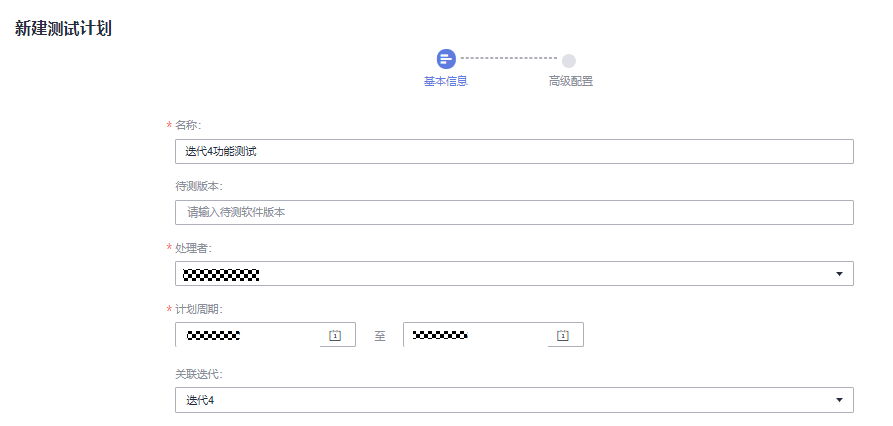 新建测试计划
基本信息 高级配置
* 名称:
迭代4功能测试
待测版本:
请输入待测软件版本
* 处理者:
* 计划周期:
1 至 1
关联迭代:
迭代4